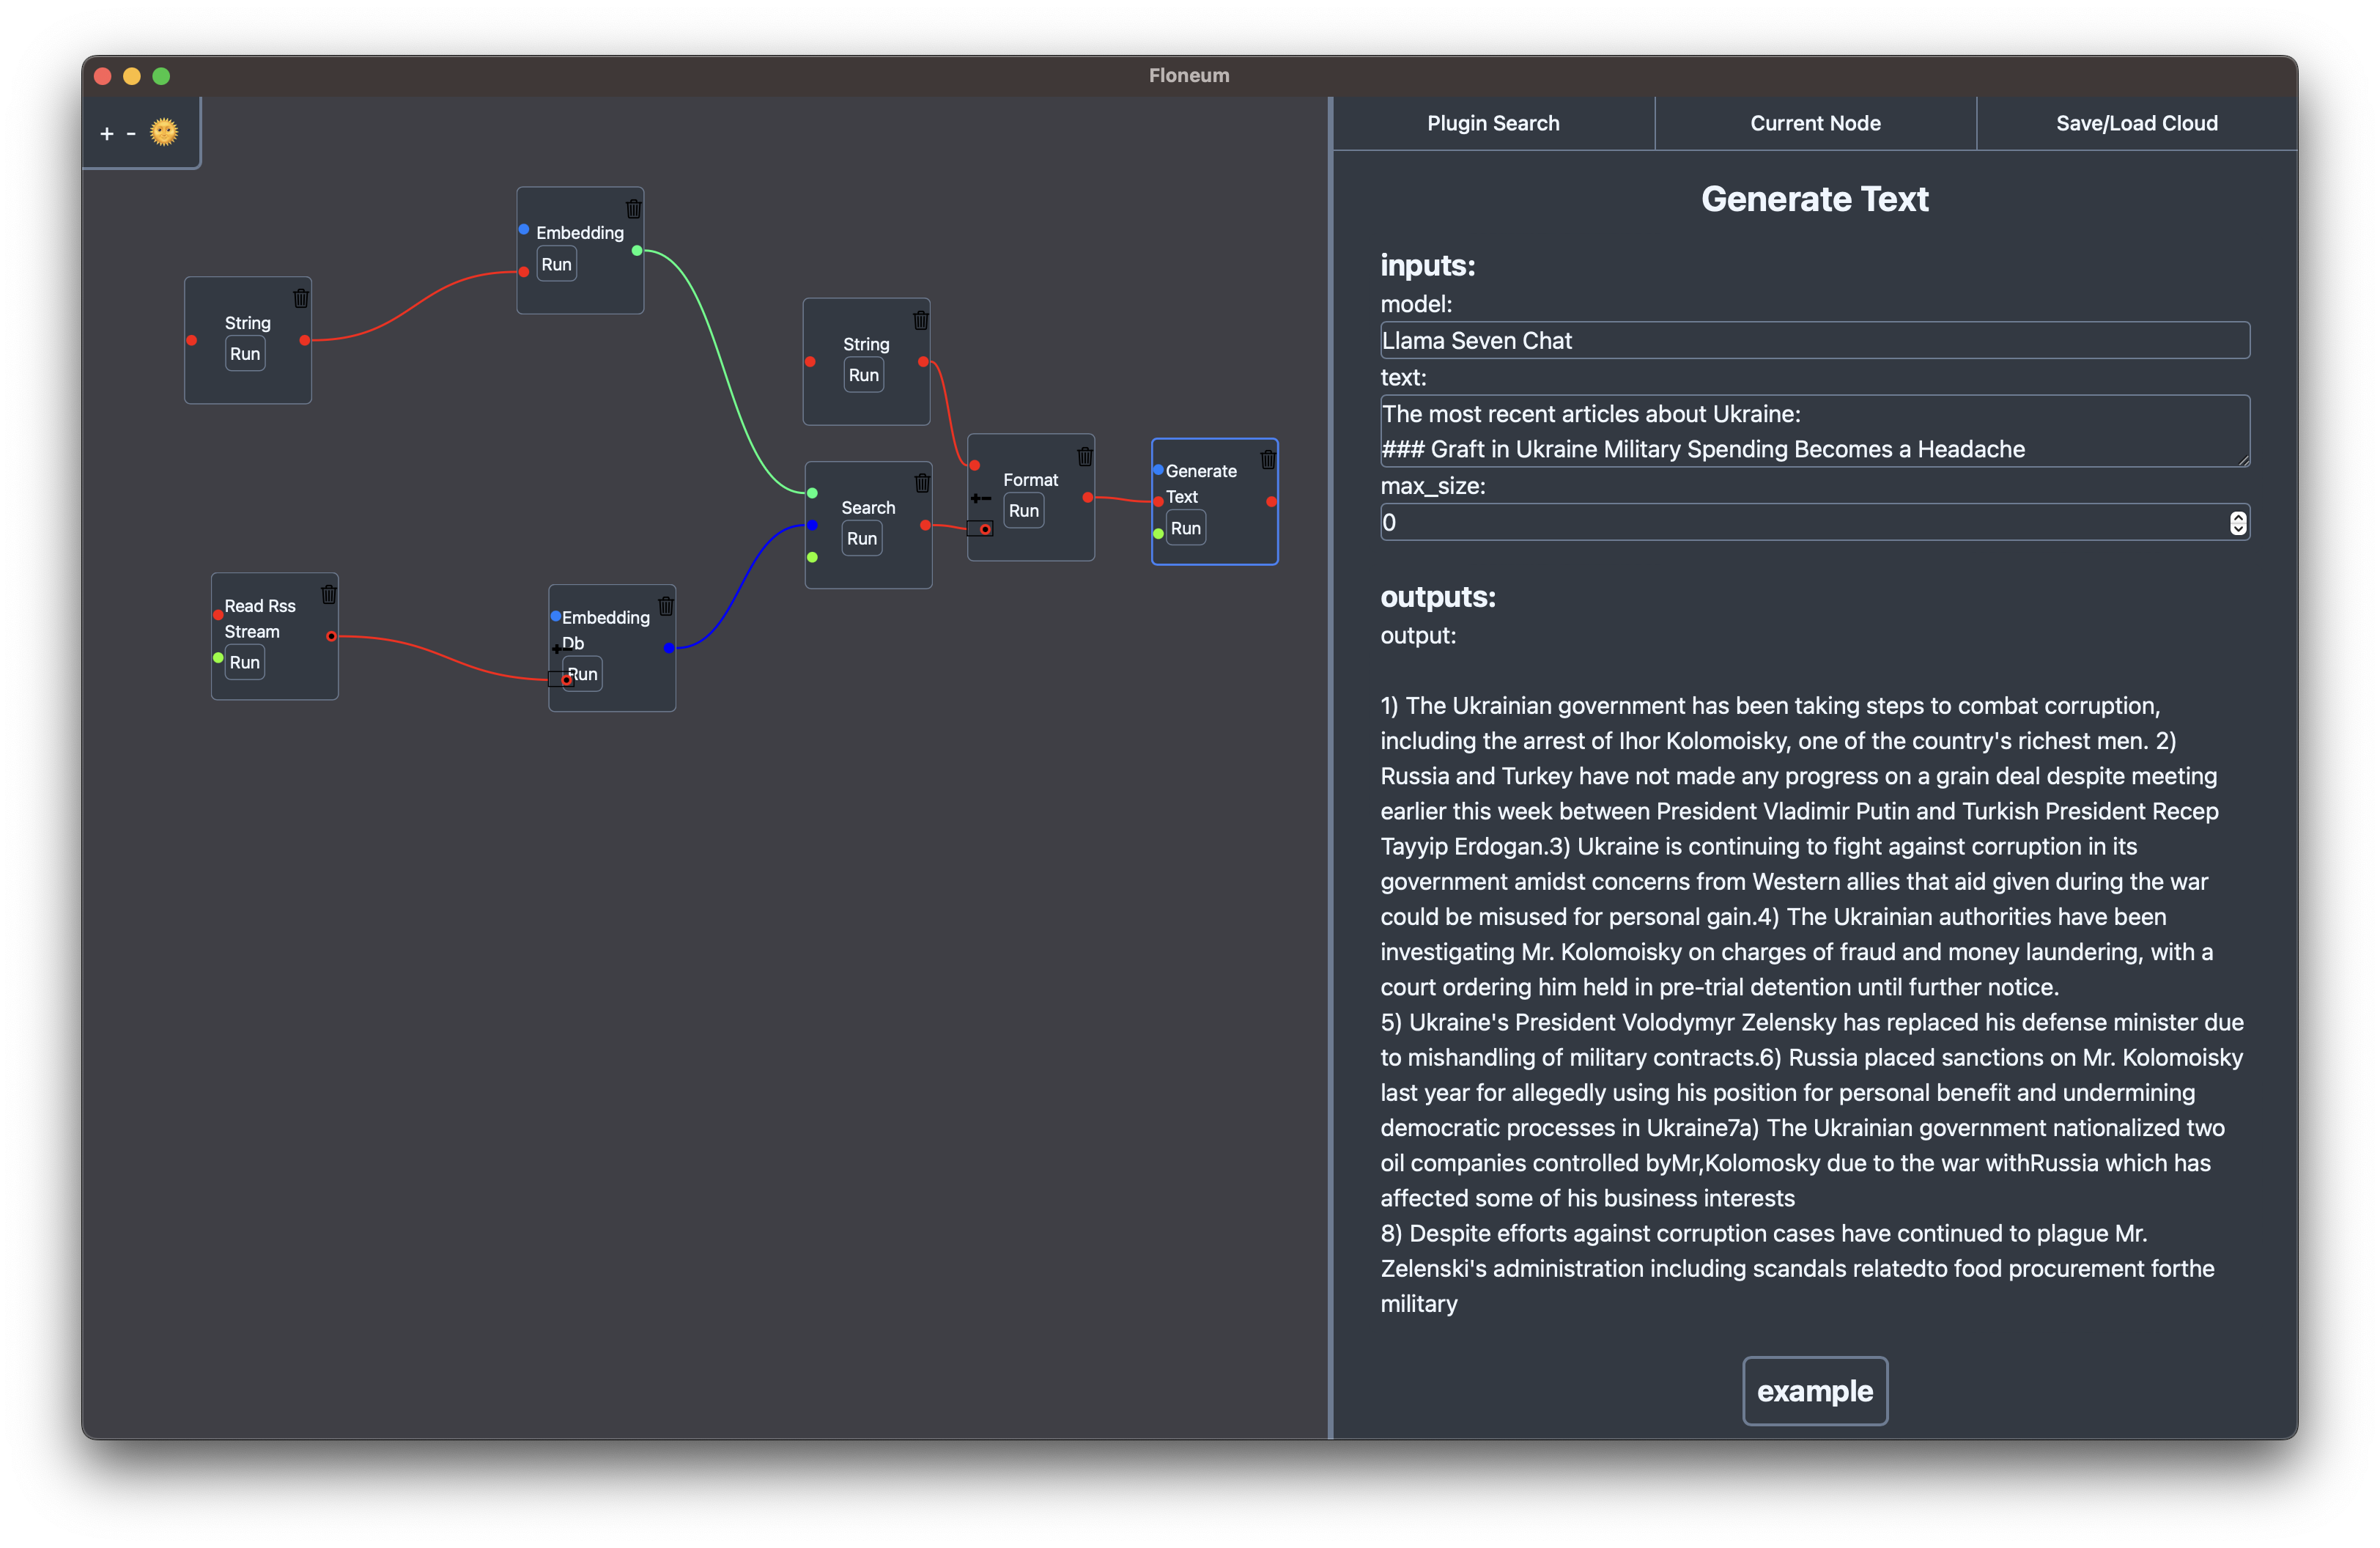 Floneum
+ -
Plugin Search
Current Node
Save/Load Cloud
Embedding
Run
String
Run
String
Run
Search
Run
Format
+-
Run
Generate
Text
Run
Read Rss
Stream
Run
Embedding
Db
+-
Run
Generate Text
inputs:
model:
Llama Seven Chat
text:
The most recent articles about Ukraine:
### Graft in Ukraine Military Spending Becomes a Headache
max_size:
0
outputs:
output:
1) The Ukrainian government has been taking steps to combat corruption,
including the arrest of Ihor Kolomoisky, one of the country's richest men. 2)
Russia and Turkey have not made any progress on a grain deal despite meeting
earlier this week between President Vladimir Putin and Turkish President Recep
Tayyip Erdogan.3) Ukraine is continuing to fight against corruption in its
government amidst concerns from Western allies that aid given during the war
could be misused for personal gain.4) The Ukrainian authorities have been
investigating Mr. Kolomoisky on charges of fraud and money laundering, with a
court ordering him held in pre-trial detention until further notice.
5) Ukraine's President Volodymyr Zelensky has replaced his defense minister due
to mishandling of military contracts.6) Russia placed sanctions on Mr. Kolomoisky
last year for allegedly using his position for personal benefit and undermining
democratic processes in Ukraine7a) The Ukrainian government nationalized two
oil companies controlled byMr,Kolomosky due to the war withRussia which has
affected some of his business interests
8) Despite efforts against corruption cases have continued to plague Mr.
Zelenski's administration including scandals relatedto food procurement forthe
military
example